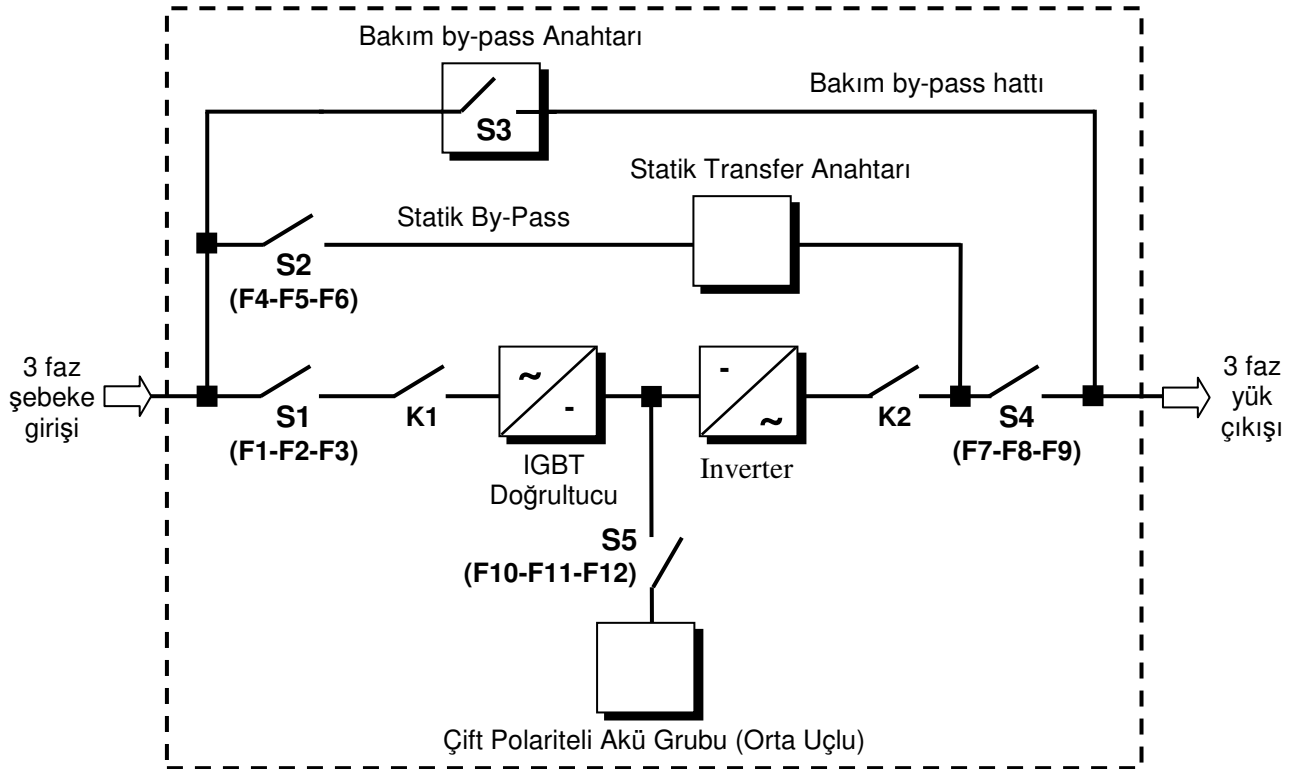 Bakım by-pass Anahtarı
Bakım by-pass hattı
S3
Statik Transfer Anahtarı
Statik By-Pass
S2
(F4-F5-F6)
3 faz
şebeke
girişi
S1
(F1-F2-F3)
K1
~
-
IGBT
Doğrultucu
-
~
Inverter
K2
S4
(F7-F8-F9)
3 faz
yük
çıkışı
S5
(F10-F11-F12)
Çift Polariteli Akü Grubu (Orta Uçlu)